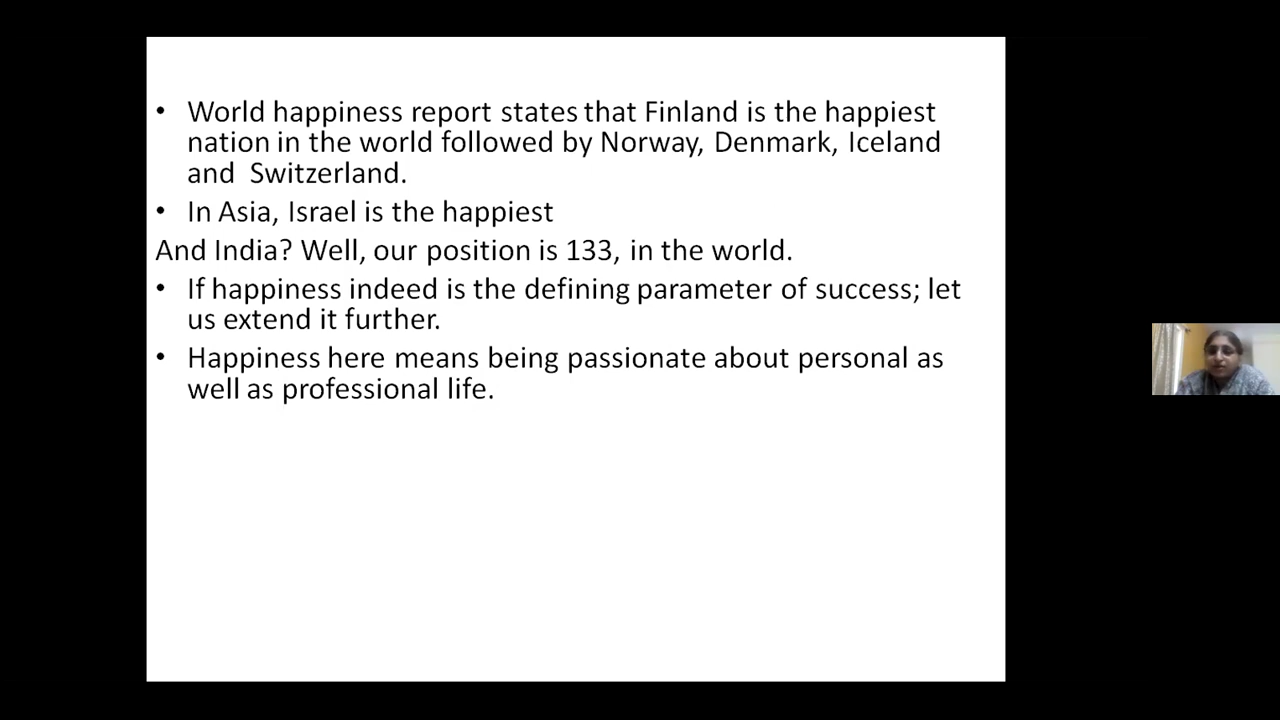 • World happiness report states that Finland is the happiest
nation in the world followed by Norway, Denmark, Iceland
and  Switzerland.
• In Asia, Israel is the happiest
And India? Well, our position is 133, in the world.
• If happiness indeed is the defining parameter of success; let
us extend it further.
• Happiness here means being passionate about personal as
well as professional life.